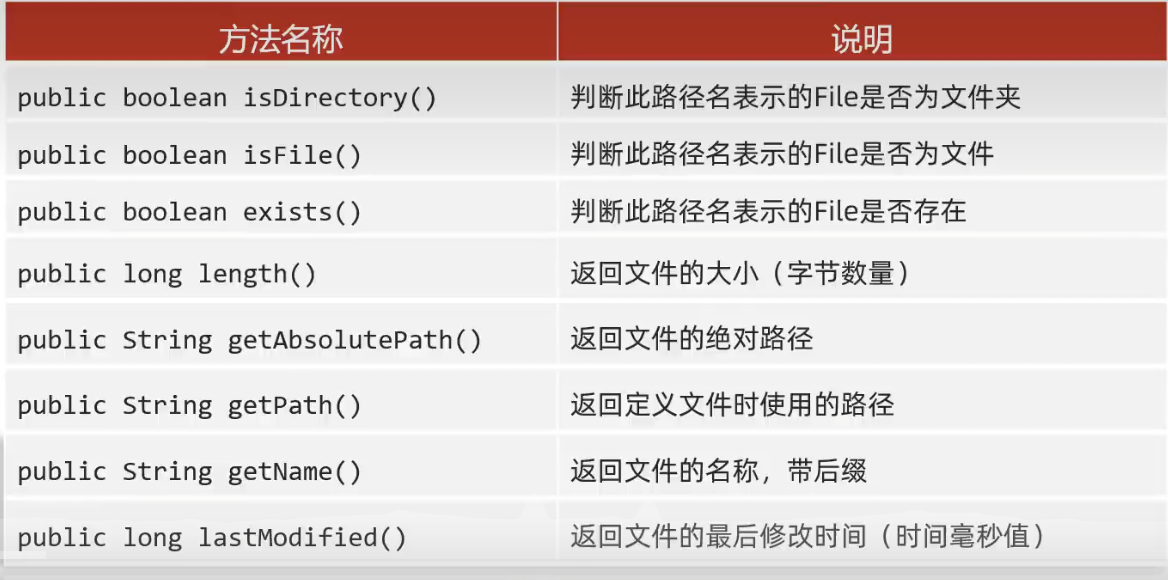 方法名称 说明
public boolean isDirectory() 判断此路径名表示的File是否为文件夹
public boolean isFile() 判断此路径名表示的File是否为文件
public boolean exists() 判断此路径名表示的File是否存在
public long length() 返回文件的大小（字节数量）
public String getAbsolutePath() 返回文件的绝对路径
public String getPath() 返回定义文件时使用的路径
public String getName() 返回文件的名称，带后缀
public long lastModified() 返回文件的最后修改时间（时间毫秒值）